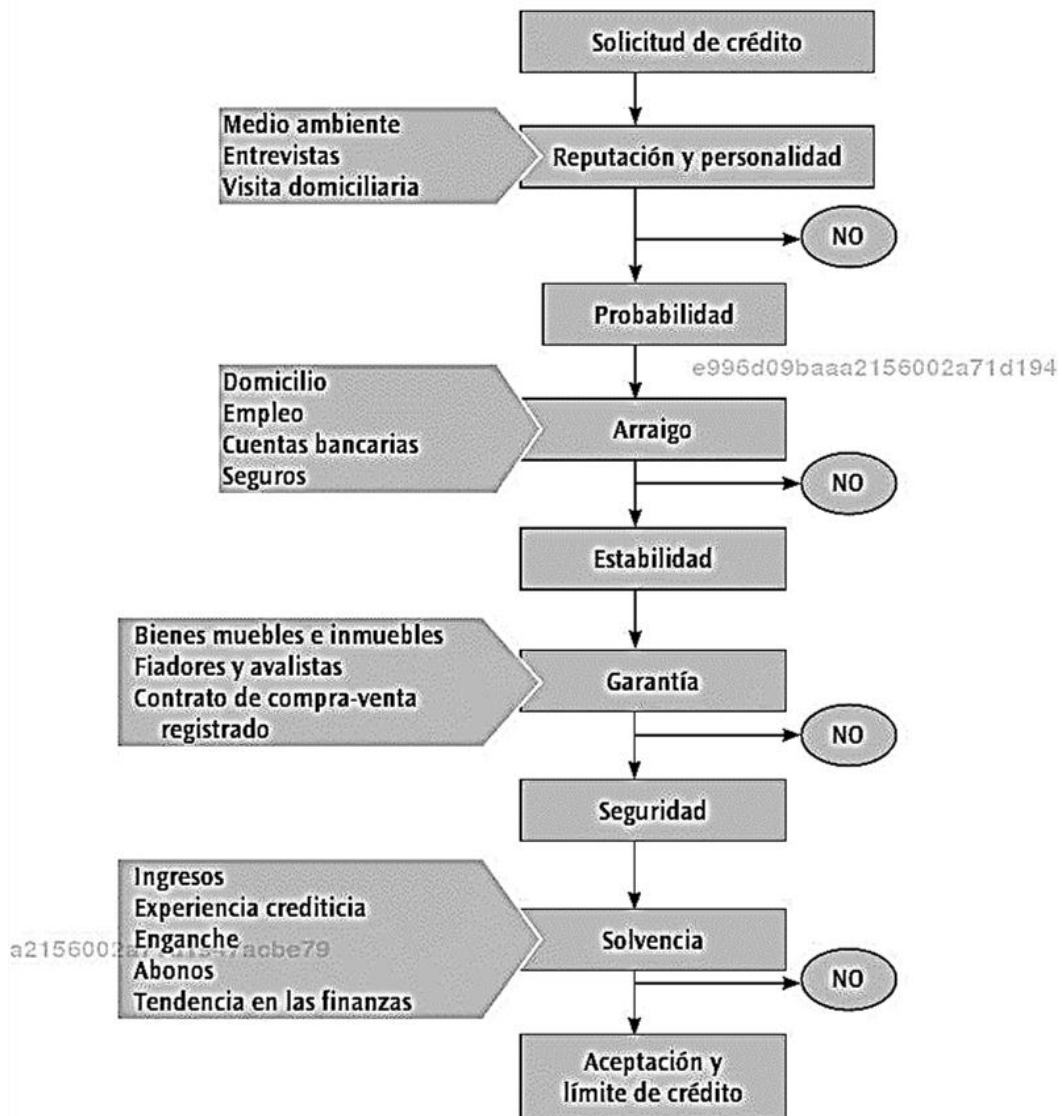 Solicitud de crédito
Medio ambiente
Entrevistas
Visita domiciliaria
Reputación y personalidad
NO
Probabilidad
e996d09baaa2156002a71d194
Domicilio
Empleo
Cuentas bancarias
Seguros
Arraigo
NO
Estabilidad
Bienes muebles e inmuebles
Fiadores y avalistas
Contrato de compra-venta
registrado
Garantía
NO
Seguridad
Ingresos
Experiencia crediticia
Enganche
Abonos
Tendencia en las finanzas
Solvencia
NO
Aceptación y
límite de crédito